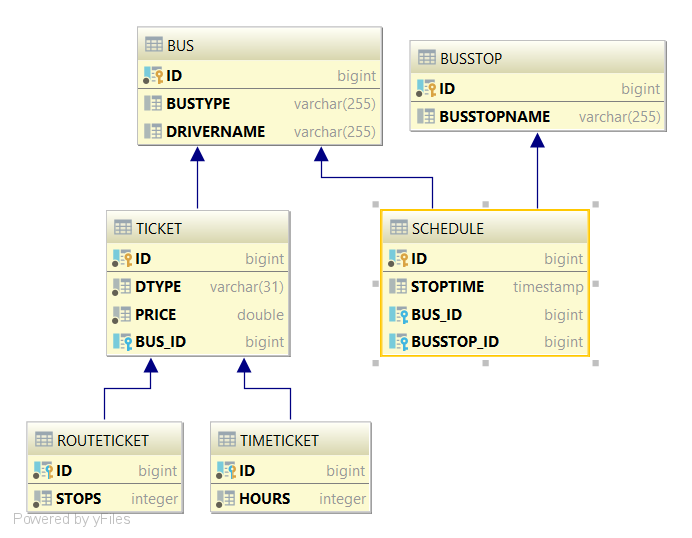 BUS
ID bigint
BUSTYPE varchar(255)
DRIVERNAME varchar(255)
BUSSTOP
ID bigint
BUSSTOPNAME varchar(255)
TICKET
ID bigint
DTYPE varchar(31)
PRICE double
BUS_ID bigint
SCHEDULE
ID bigint
STOPTIME timestamp
BUS_ID bigint
BUSSTOP_ID bigint
ROUTETICKET
ID bigint
STOPS integer
TIMETICKET
ID bigint
HOURS integer
Powered by yFiles